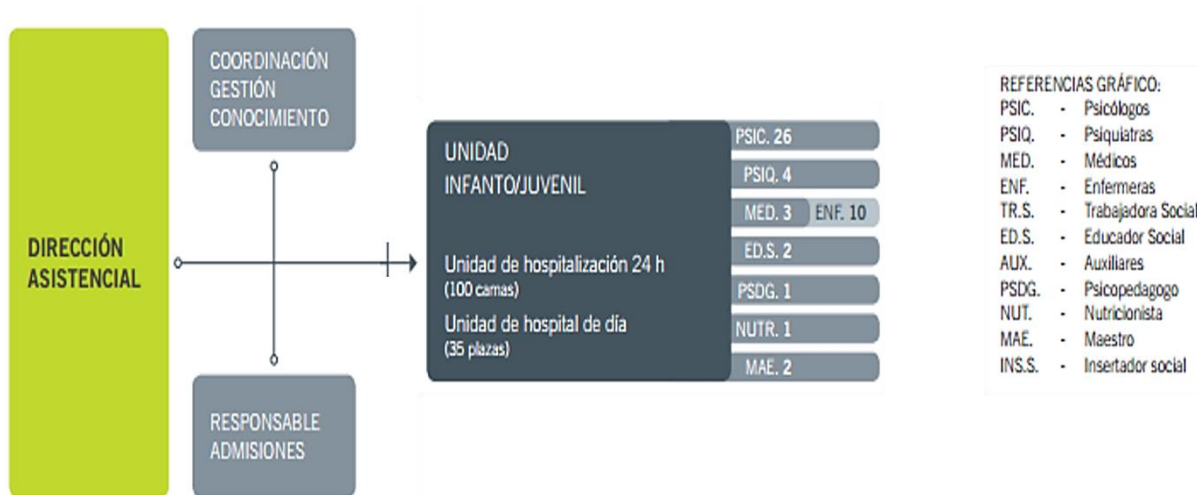 DIRECCIÓN
ASISTENCIAL
COORDINACIÓN
GESTIÓN
CONOCIMIENTO
RESPONSABLE
ADMISIONES
UNIDAD
INFANTO/JUVENIL
Unidad de hospitalización 24 h
(100 camas)
Unidad de hospital de día
(35 plazas)
PSIC. 26
PSIQ. 4
MED. 3 ENF. 10
ED.S. 2
PSDG. 1
NUTR. 1
MAE. 2
REFERENCIAS GRÁFICO:
PSIC. - Psicólogos
PSIQ. - Psiquiatras
MED. - Médicos
ENF. - Enfermeras
TR.S. - Trabajadora Social
ED.S. - Educador Social
AUX. - Auxiliares
PSDG. - Psicopedagogo
NUT. - Nutricionista
MAE. - Maestro
INS.S. - Insertador social